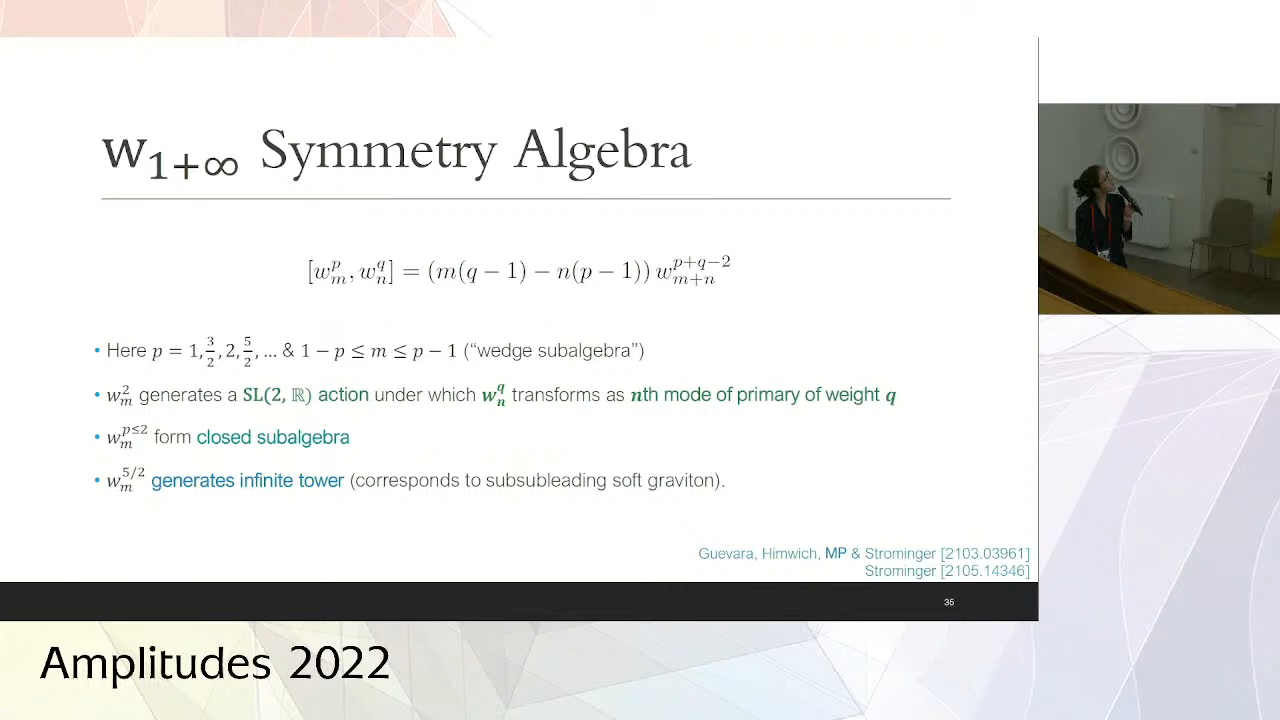 w₁₊∞ Symmetry Algebra
[w^p_m, w^q_n] = (m(q − 1) − n(p − 1)) w^{p+q−2}_{m+n}
• Here p = 1, 3/2, 2, 5/2, … & 1 − p ≤ m ≤ p − 1 (“wedge subalgebra”)
• w^2_m generates a SL(2, ℝ) action under which w^q_n transforms as nth mode of primary of weight q
• w^{p≤2}_m form closed subalgebra
• w^{5/2}_m generates infinite tower (corresponds to subsubleading soft graviton).
Guevara, Himwich, MP & Strominger [2103.03961]
Strominger [2105.14346]
35
Amplitudes 2022